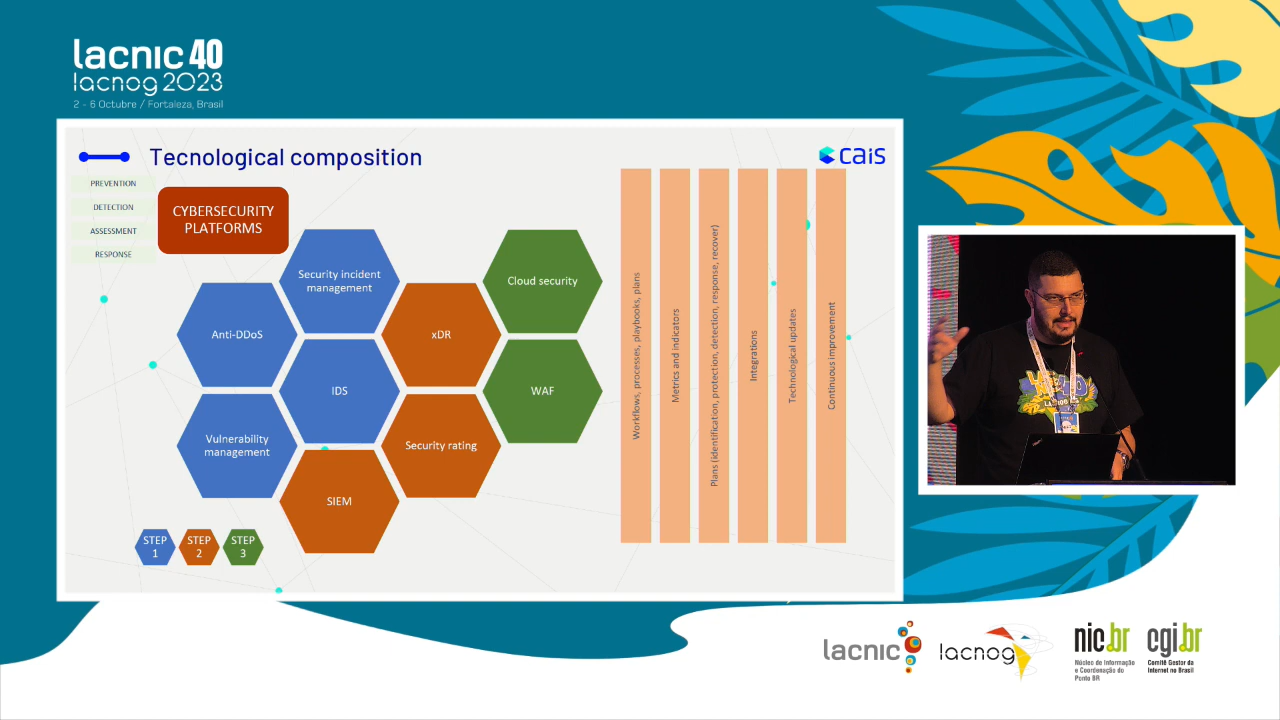 lacnic 40
lacnog 2023
2 - 6 Octubre / Fortaleza, Brasil
Tecnological composition
cais
PREVENTION
DETECTION
ASSESSMENT
RESPONSE
CYBERSECURITY
PLATFORMS
Security incident
management
Cloud security
Anti-DDoS
xDR
IDS
WAF
Vulnerability
management
Security rating
SIEM
STEP
1
STEP
2
STEP
3
Workflows, processes, playbooks, plans
Metrics and indicators
Plans (identification, protection, detection, response, recover)
Integrations
Technological updates
Continuous improvement
lacnic
lacnog
nic.br
Núcleo de Informação
e Coordenação do
Ponto BR
cgi.br
Comitê Gestor da
Internet no Brasil